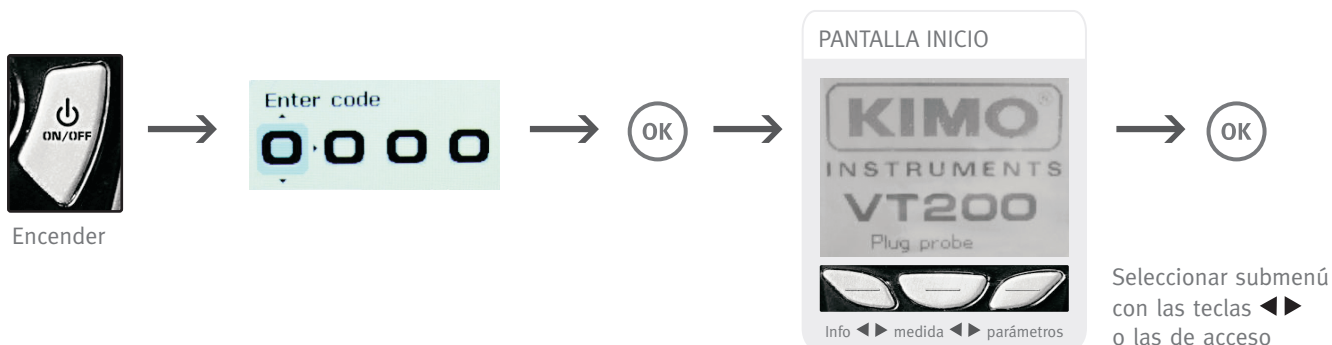 ON/OFF
Encender
Enter code
0 0 0 0
OK
PANTALLA INICIO
KIMO®
INSTRUMENTS
VT200
Plug probe
Info ◀ ▶ medida ◀ ▶ parámetros
OK
Seleccionar submenú
con las teclas ◀ ▶
o las de acceso